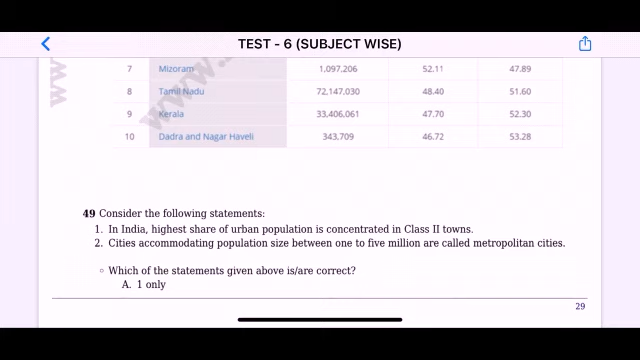 TEST - 6 (SUBJECT WISE)
7 Mizoram 1,097,206 52.11 47.89
8 Tamil Nadu 72,147,030 48.40 51.60
9 Kerala 33,406,061 47.70 52.30
10 Dadra and Nagar Haveli 343,709 46.72 53.28
www
www.
49 Consider the following statements:
1. In India, highest share of urban population is concentrated in Class II towns.
2. Cities accommodating population size between one to five million are called metropolitan cities.
○ Which of the statements given above is/are correct?
A. 1 only
29